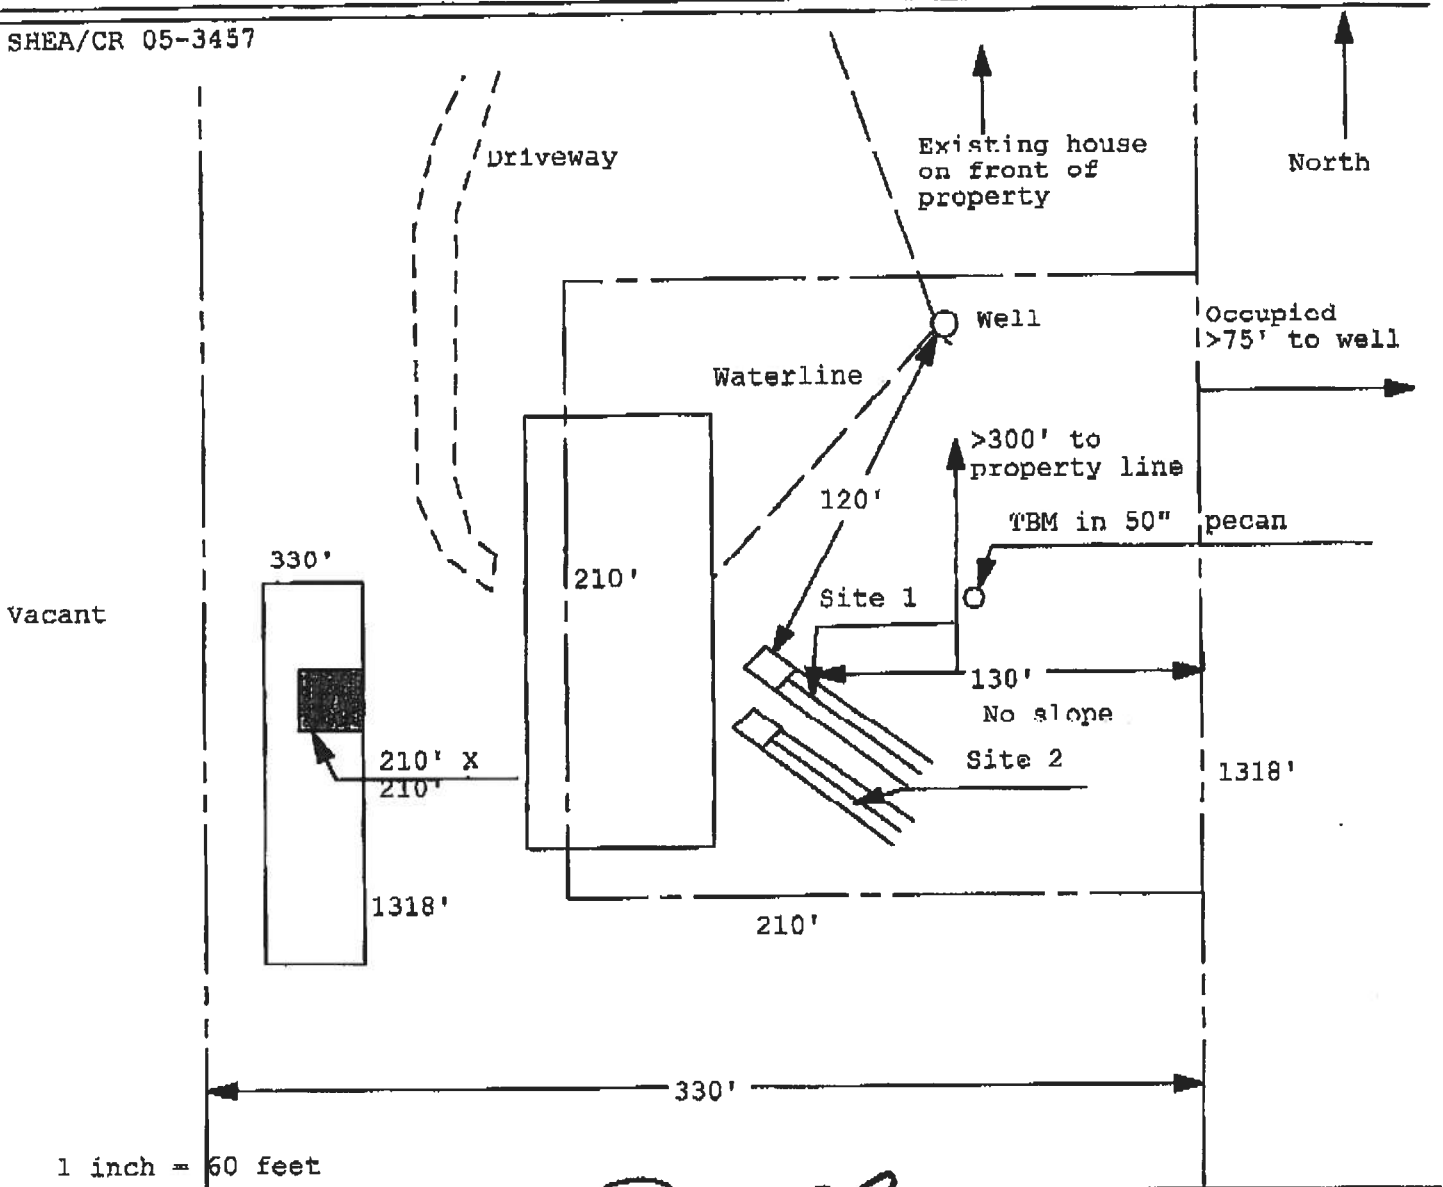 SHEA/CR 05-3457
Driveway
Existing house
on front of
property
North
Well
Occupied
>75' to well
Waterline
>300' to
property line
120'
TBM in 50" pecan
330'
210'
Site 1
Vacant
130'
No slope
210' X
210'
Site 2
1318'
1318'
210'
330'
1 inch = 60 feet